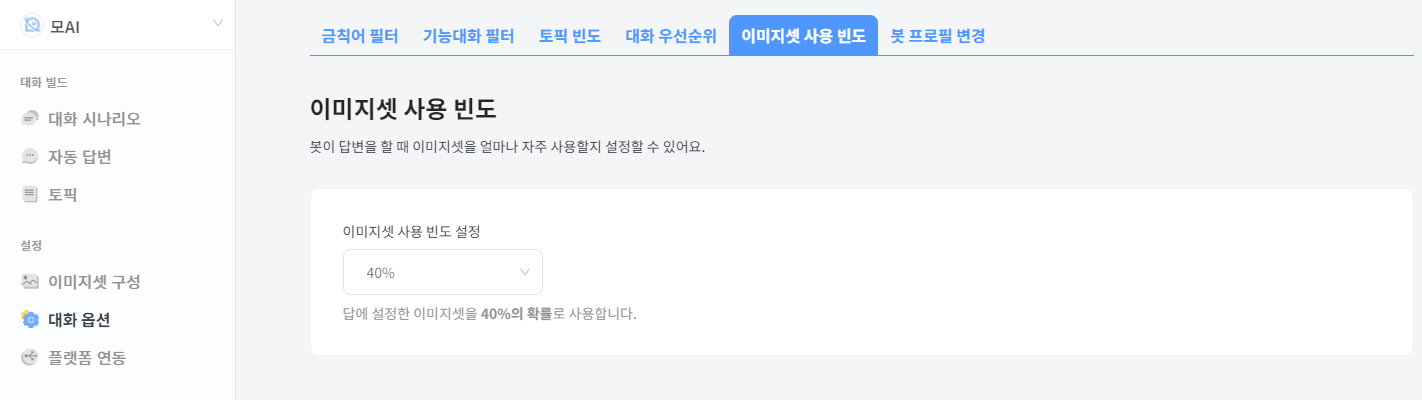 모AI
대화 빌드
대화 시나리오
자동 답변
토픽
설정
이미지셋 구성
대화 옵션
플랫폼 연동
금칙어 필터 기능대화 필터 토픽 빈도 대화 우선순위 이미지셋 사용 빈도 봇 프로필 변경
이미지셋 사용 빈도
봇이 답변을 할 때 이미지셋을 얼마나 자주 사용할지 설정할 수 있어요.
이미지셋 사용 빈도 설정
40%
답에 설정한 이미지셋을 40%의 확률로 사용합니다.